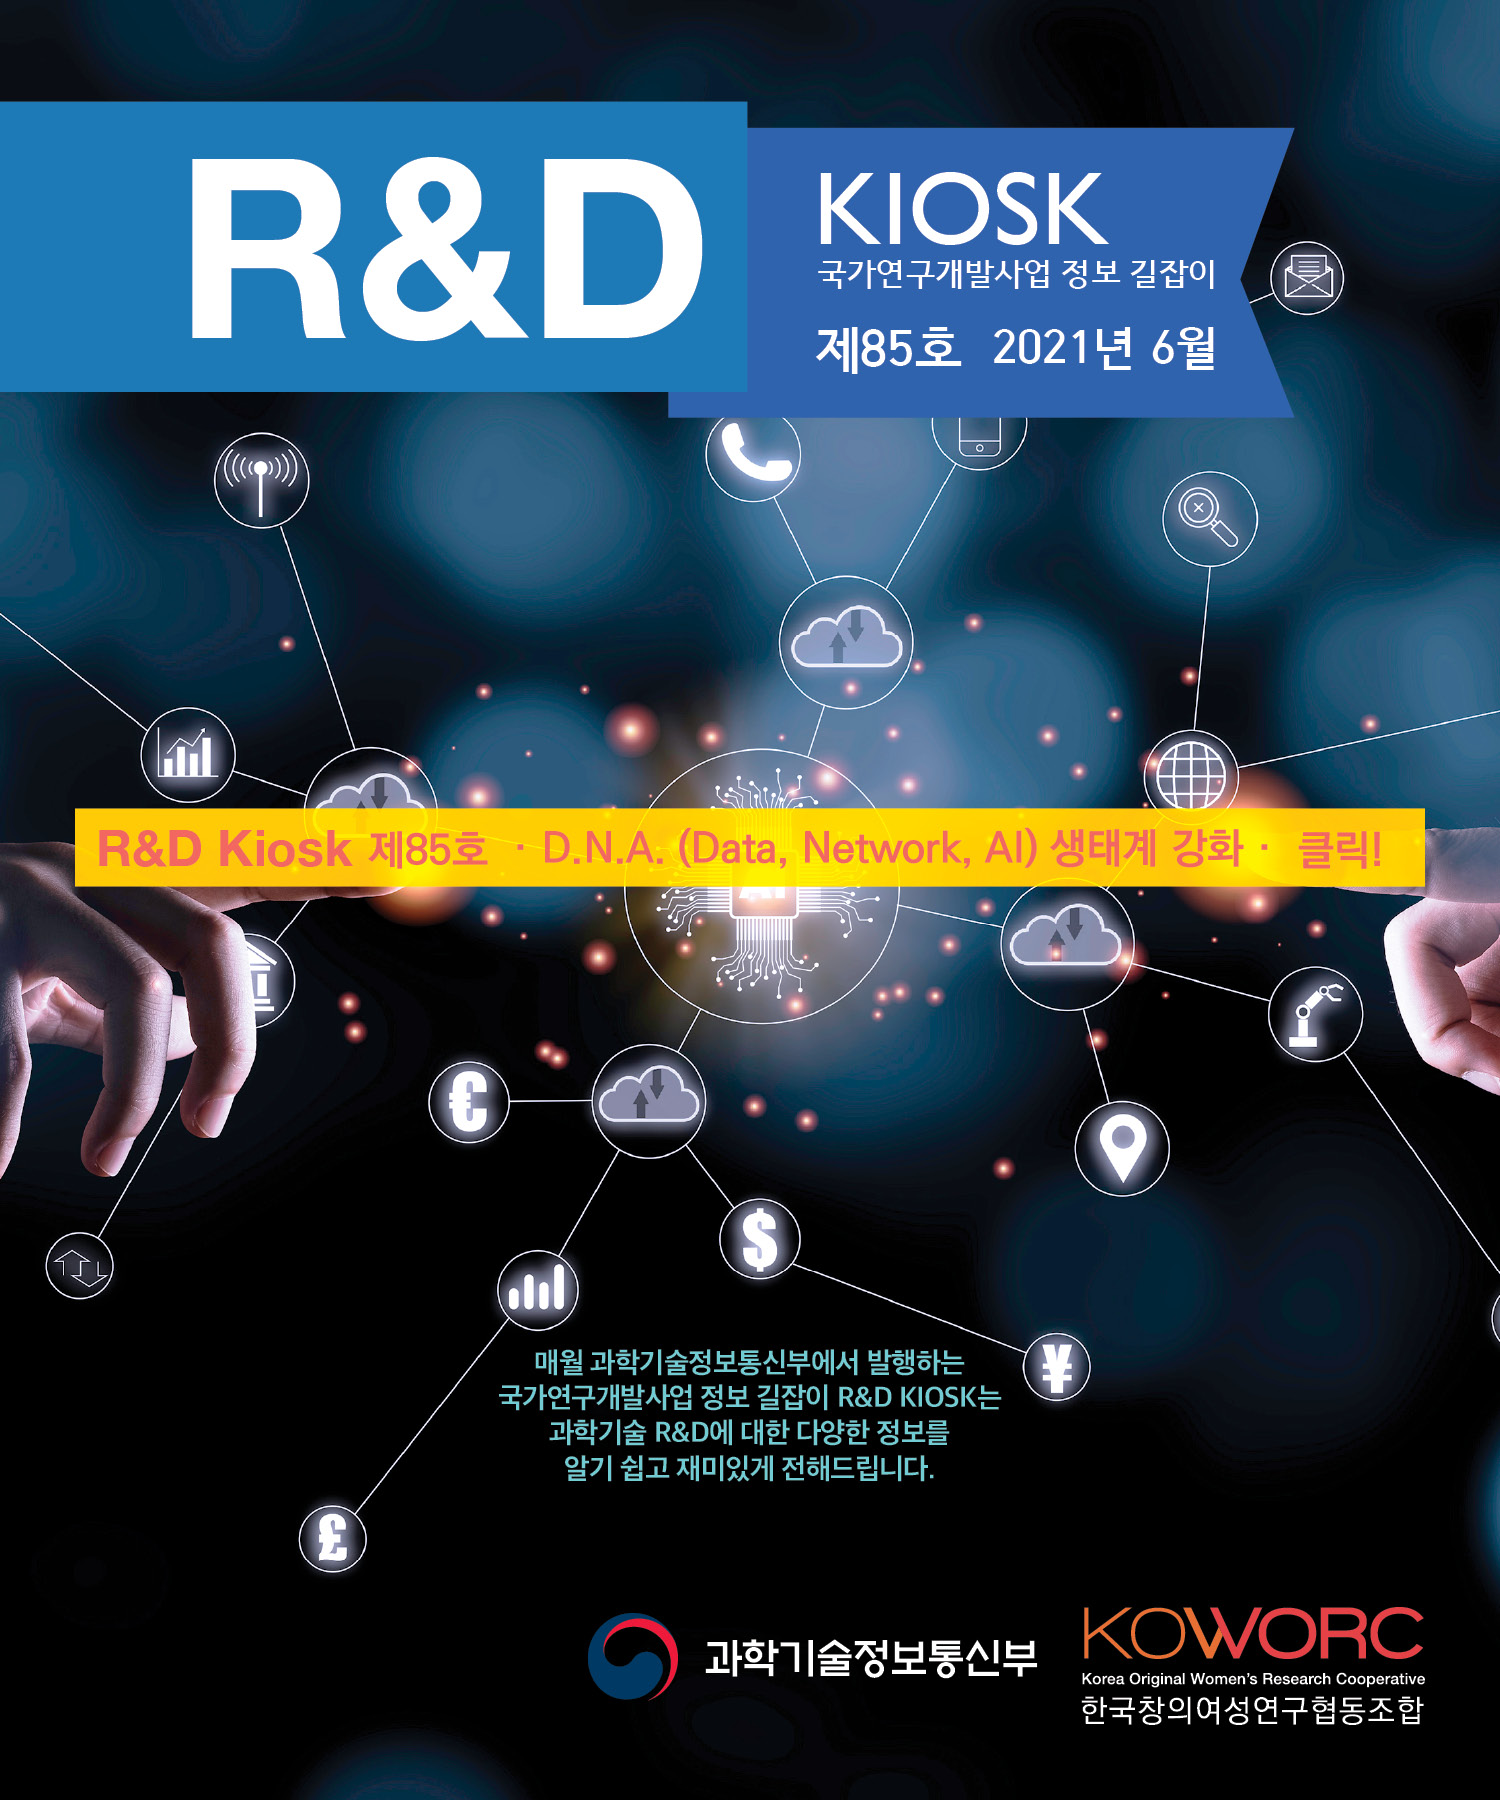 R&D
KIOSK
국가연구개발사업 정보 길잡이
제85호 2021년 6월
R&D Kiosk 제85호 · D.N.A. (Data, Network, AI) 생태계 강화 · 클릭!
매월 과학기술정보통신부에서 발행하는
국가연구개발사업 정보 길잡이 R&D KIOSK는
과학기술 R&D에 대한 다양한 정보를
알기 쉽고 재미있게 전해드립니다.
과학기술정보통신부
KOWORC
Korea Original Women's Research Cooperative
한국창의여성연구협동조합